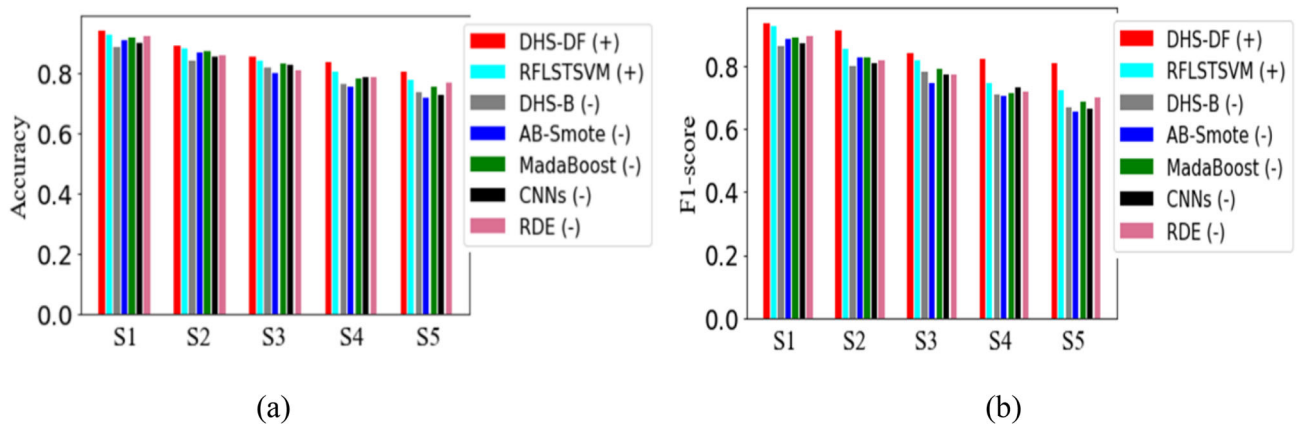 Accuracy
0.8
0.6
0.4
0.2
0.0
S1 S2 S3 S4 S5
DHS-DF (+)
RFLSTSVM (+)
DHS-B (-)
AB-Smote (-)
MadaBoost (-)
CNNs (-)
RDE (-)
(a)
F1-score
0.8
0.6
0.4
0.2
0.0
S1 S2 S3 S4 S5
DHS-DF (+)
RFLSTSVM (+)
DHS-B (-)
AB-Smote (-)
MadaBoost (-)
CNNs (-)
RDE (-)
(b)